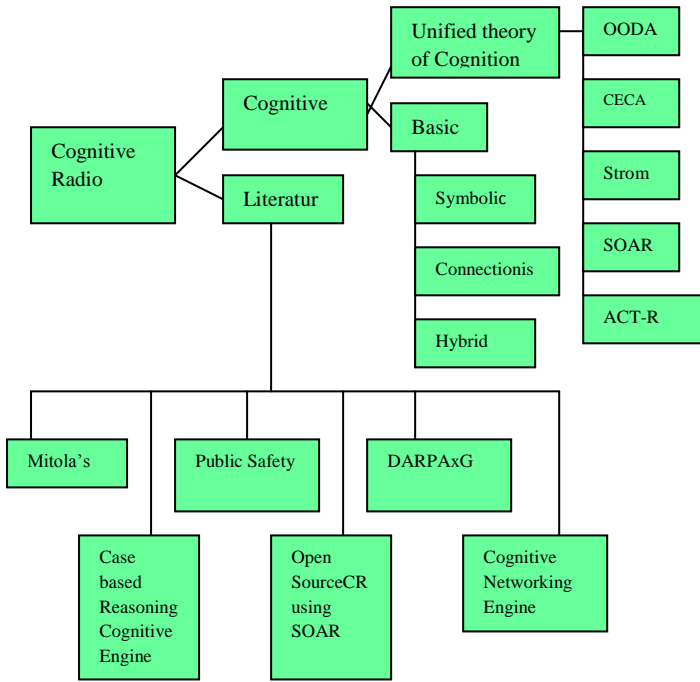 Unified theory
of Cognition
OODA
Cognitive
CECA
Basic
Cognitive
Radio
Strom
Literatur
Symbolic
SOAR
Connectionis
ACT-R
Hybrid
Mitola's
Public Safety
DARPAxG
Case
based
Reasoning
Cognitive
Engine
Open
SourceCR
using
SOAR
Cognitive
Networking
Engine